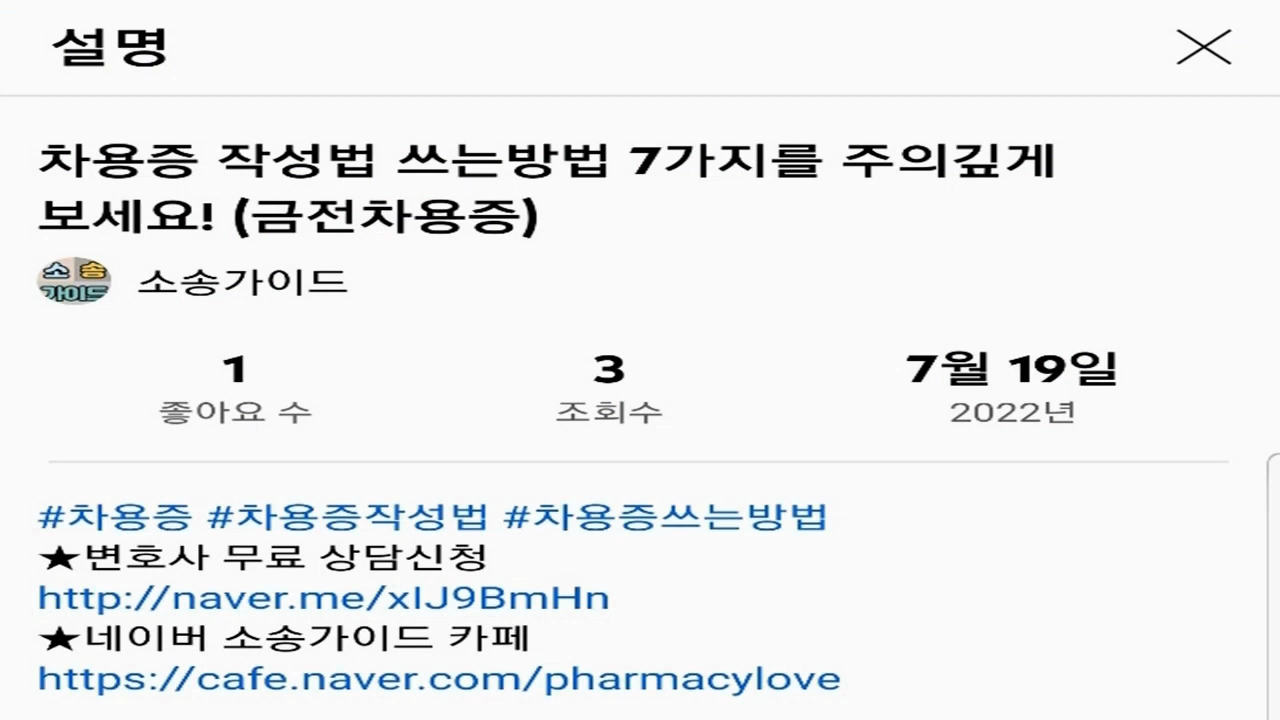 설명
차용증 작성법 쓰는방법 7가지를 주의깊게
보세요! (금전차용증)
소송
가이드
소송가이드
1
3
7월 19일
좋아요 수
조회수
2022년
#차용증 #차용증작성법 #차용증쓰는방법
★변호사 무료 상담신청
http://naver.me/xIJ9BmHn
★네이버 소송가이드 카페
https://cafe.naver.com/pharmacylove